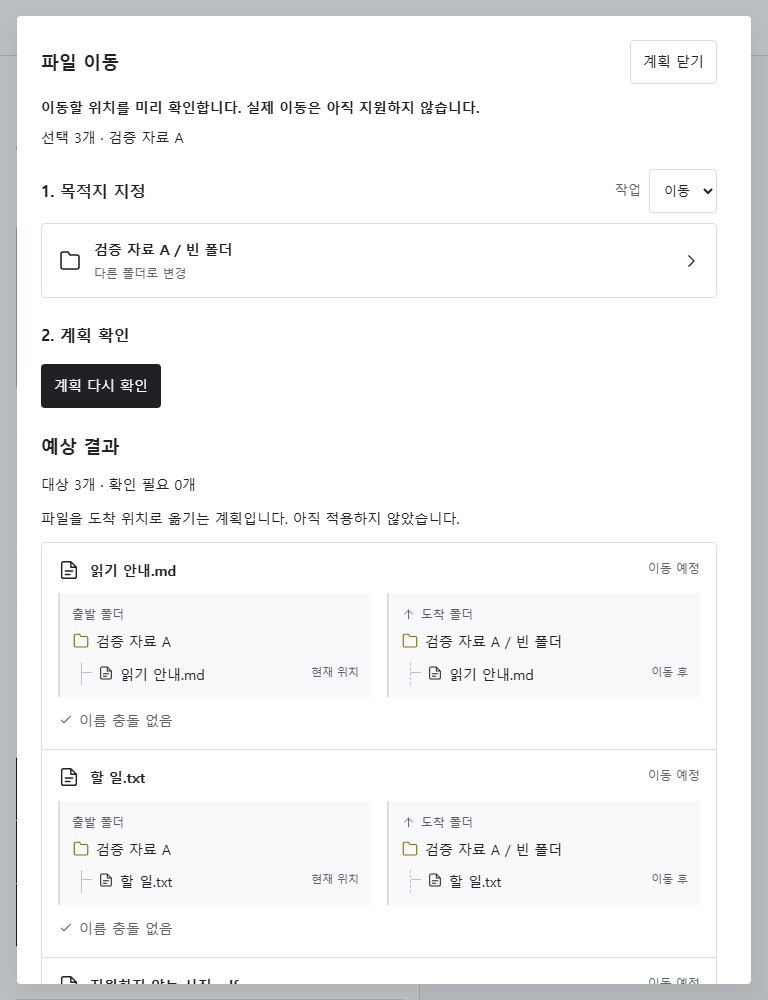 파일 이동
계획 닫기
이동할 위치를 미리 확인합니다. 실제 이동은 아직 지원하지 않습니다.
선택 3개 · 검증 자료 A
1. 목적지 지정
작업
이동
검증 자료 A / 빈 폴더
다른 폴더로 변경
2. 계획 확인
계획 다시 확인
예상 결과
대상 3개 · 확인 필요 0개
파일을 도착 위치로 옮기는 계획입니다. 아직 적용하지 않았습니다.
읽기 안내.md
이동 예정
출발 폴더
검증 자료 A
읽기 안내.md
현재 위치
↑ 도착 폴더
검증 자료 A / 빈 폴더
읽기 안내.md
이동 후
✓ 이름 충돌 없음
할 일.txt
이동 예정
출발 폴더
검증 자료 A
할 일.txt
현재 위치
↑ 도착 폴더
검증 자료 A / 빈 폴더
할 일.txt
이동 후
✓ 이름 충돌 없음
이동 예정